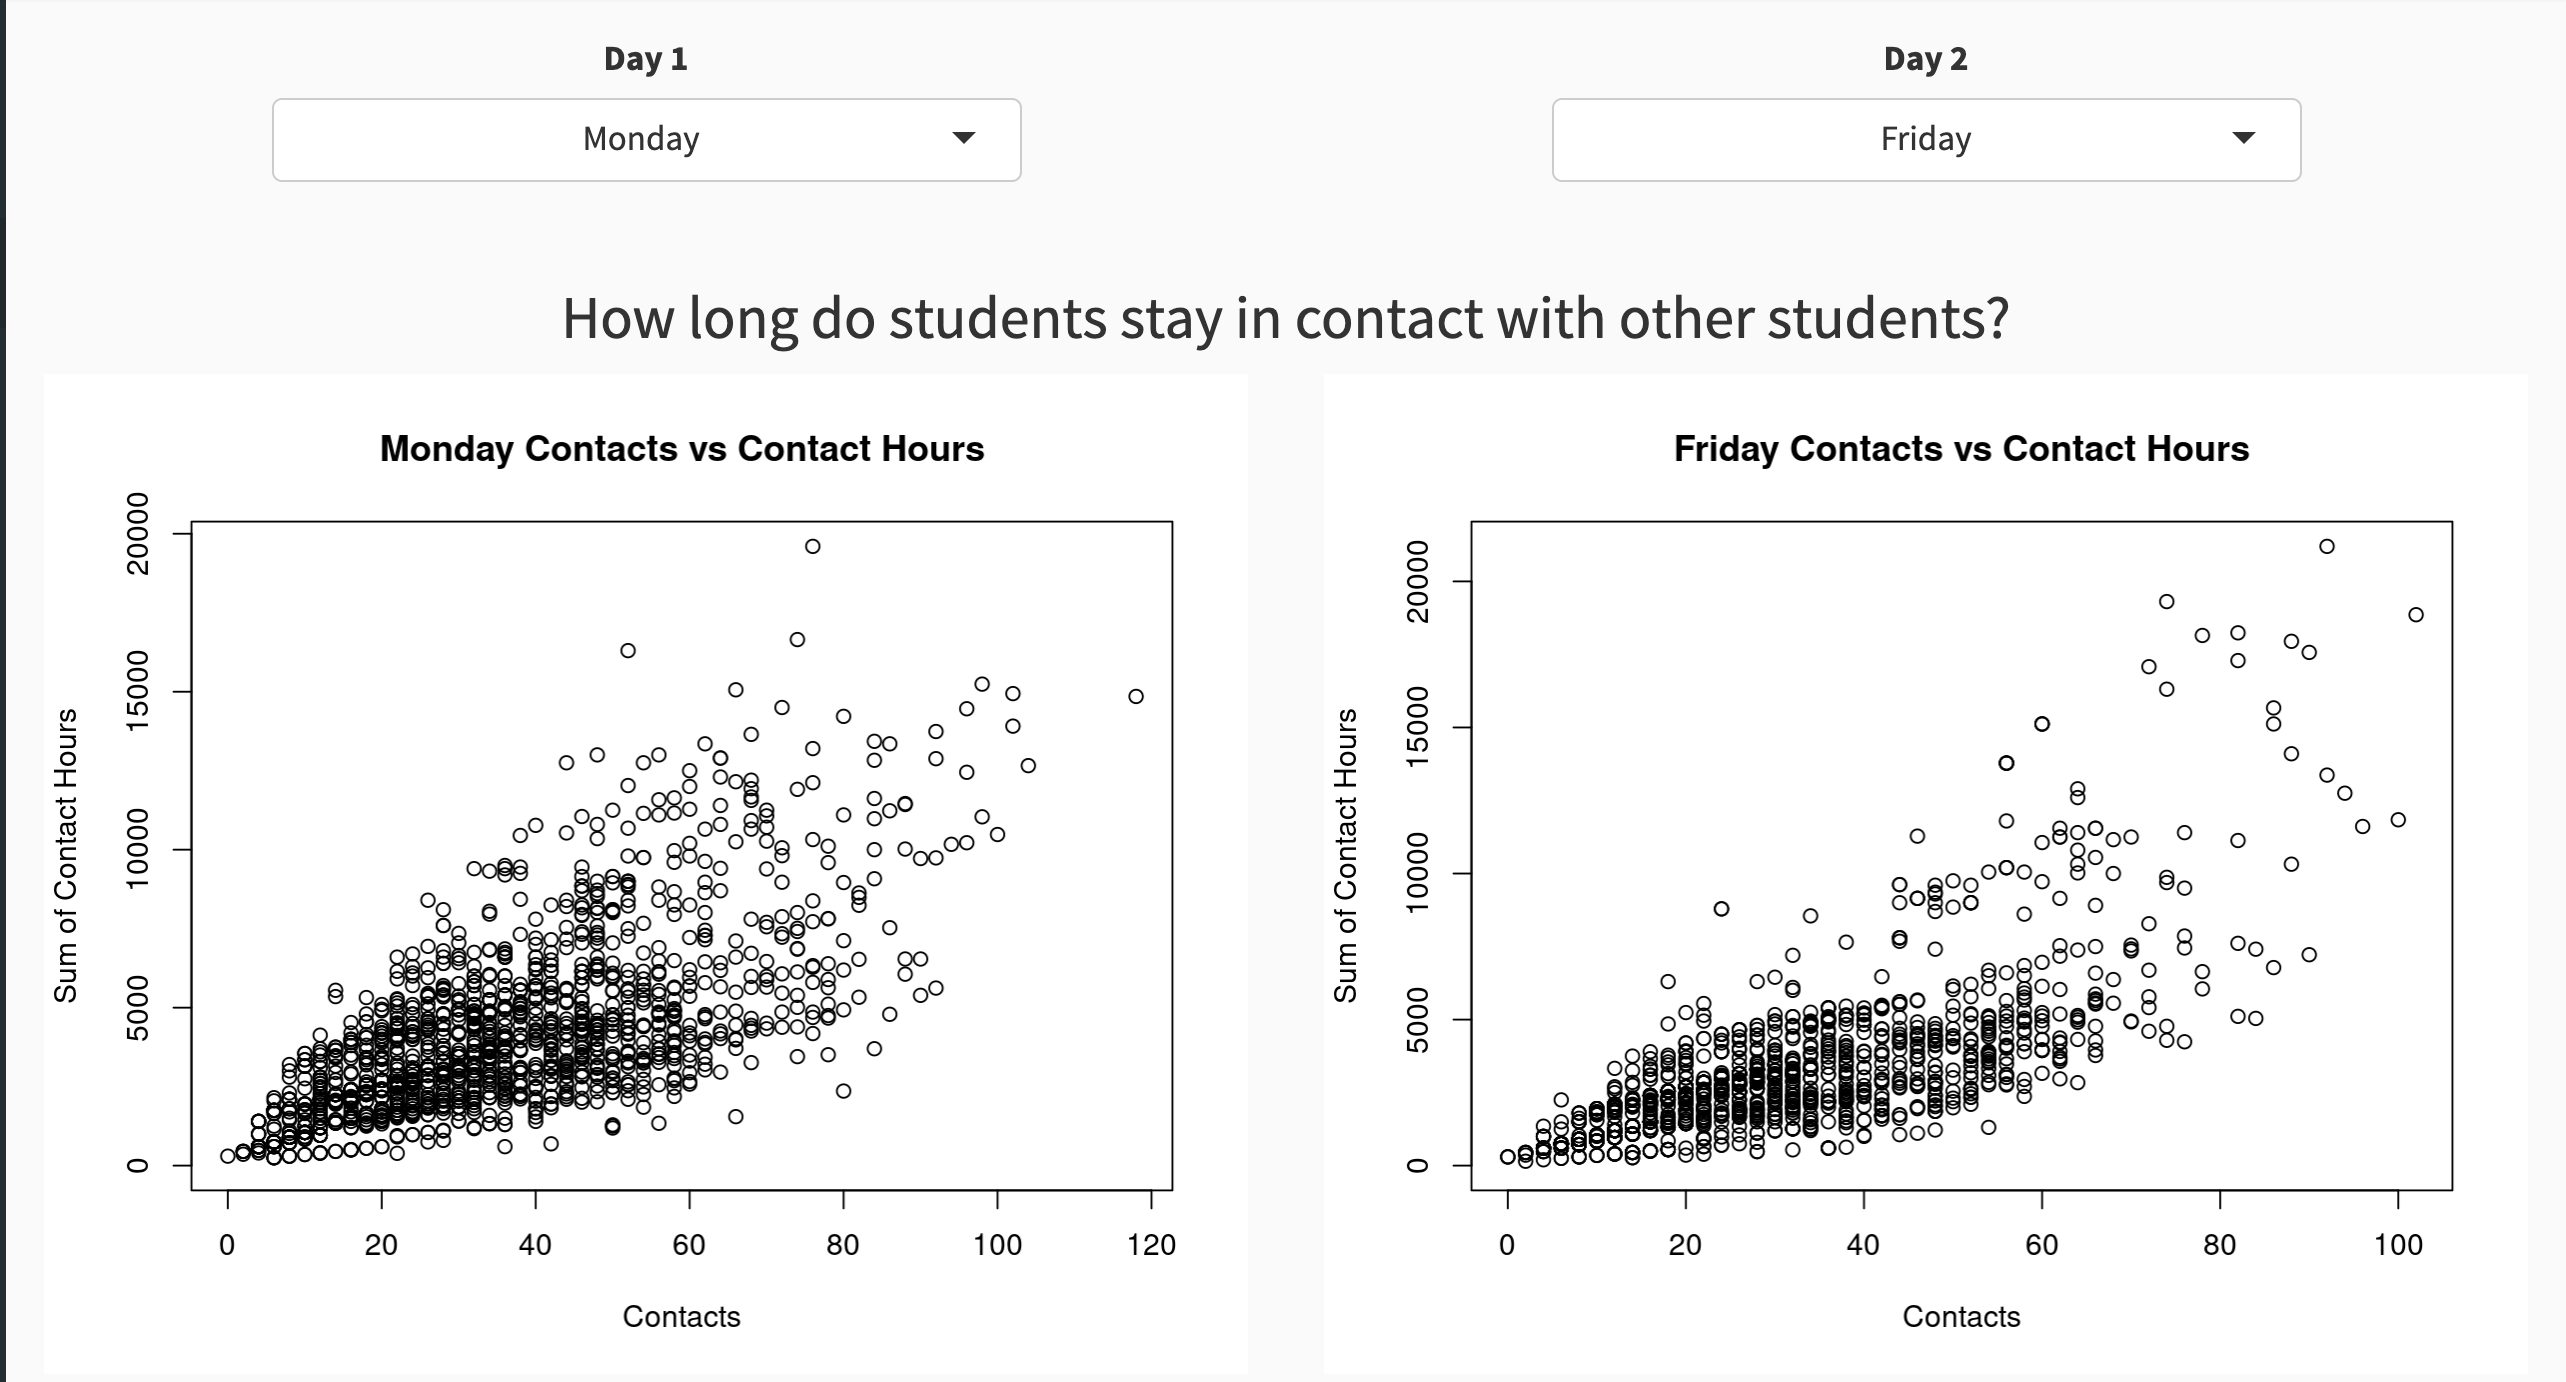 Day 1
Day 2
Monday
Friday
How long do students stay in contact with other students?
Monday Contacts vs Contact Hours
Sum of Contact Hours
20000
15000
10000
5000
0
0 20 40 60 80 100 120
Contacts
Friday Contacts vs Contact Hours
Sum of Contact Hours
20000
15000
10000
5000
0
0 20 40 60 80 100
Contacts